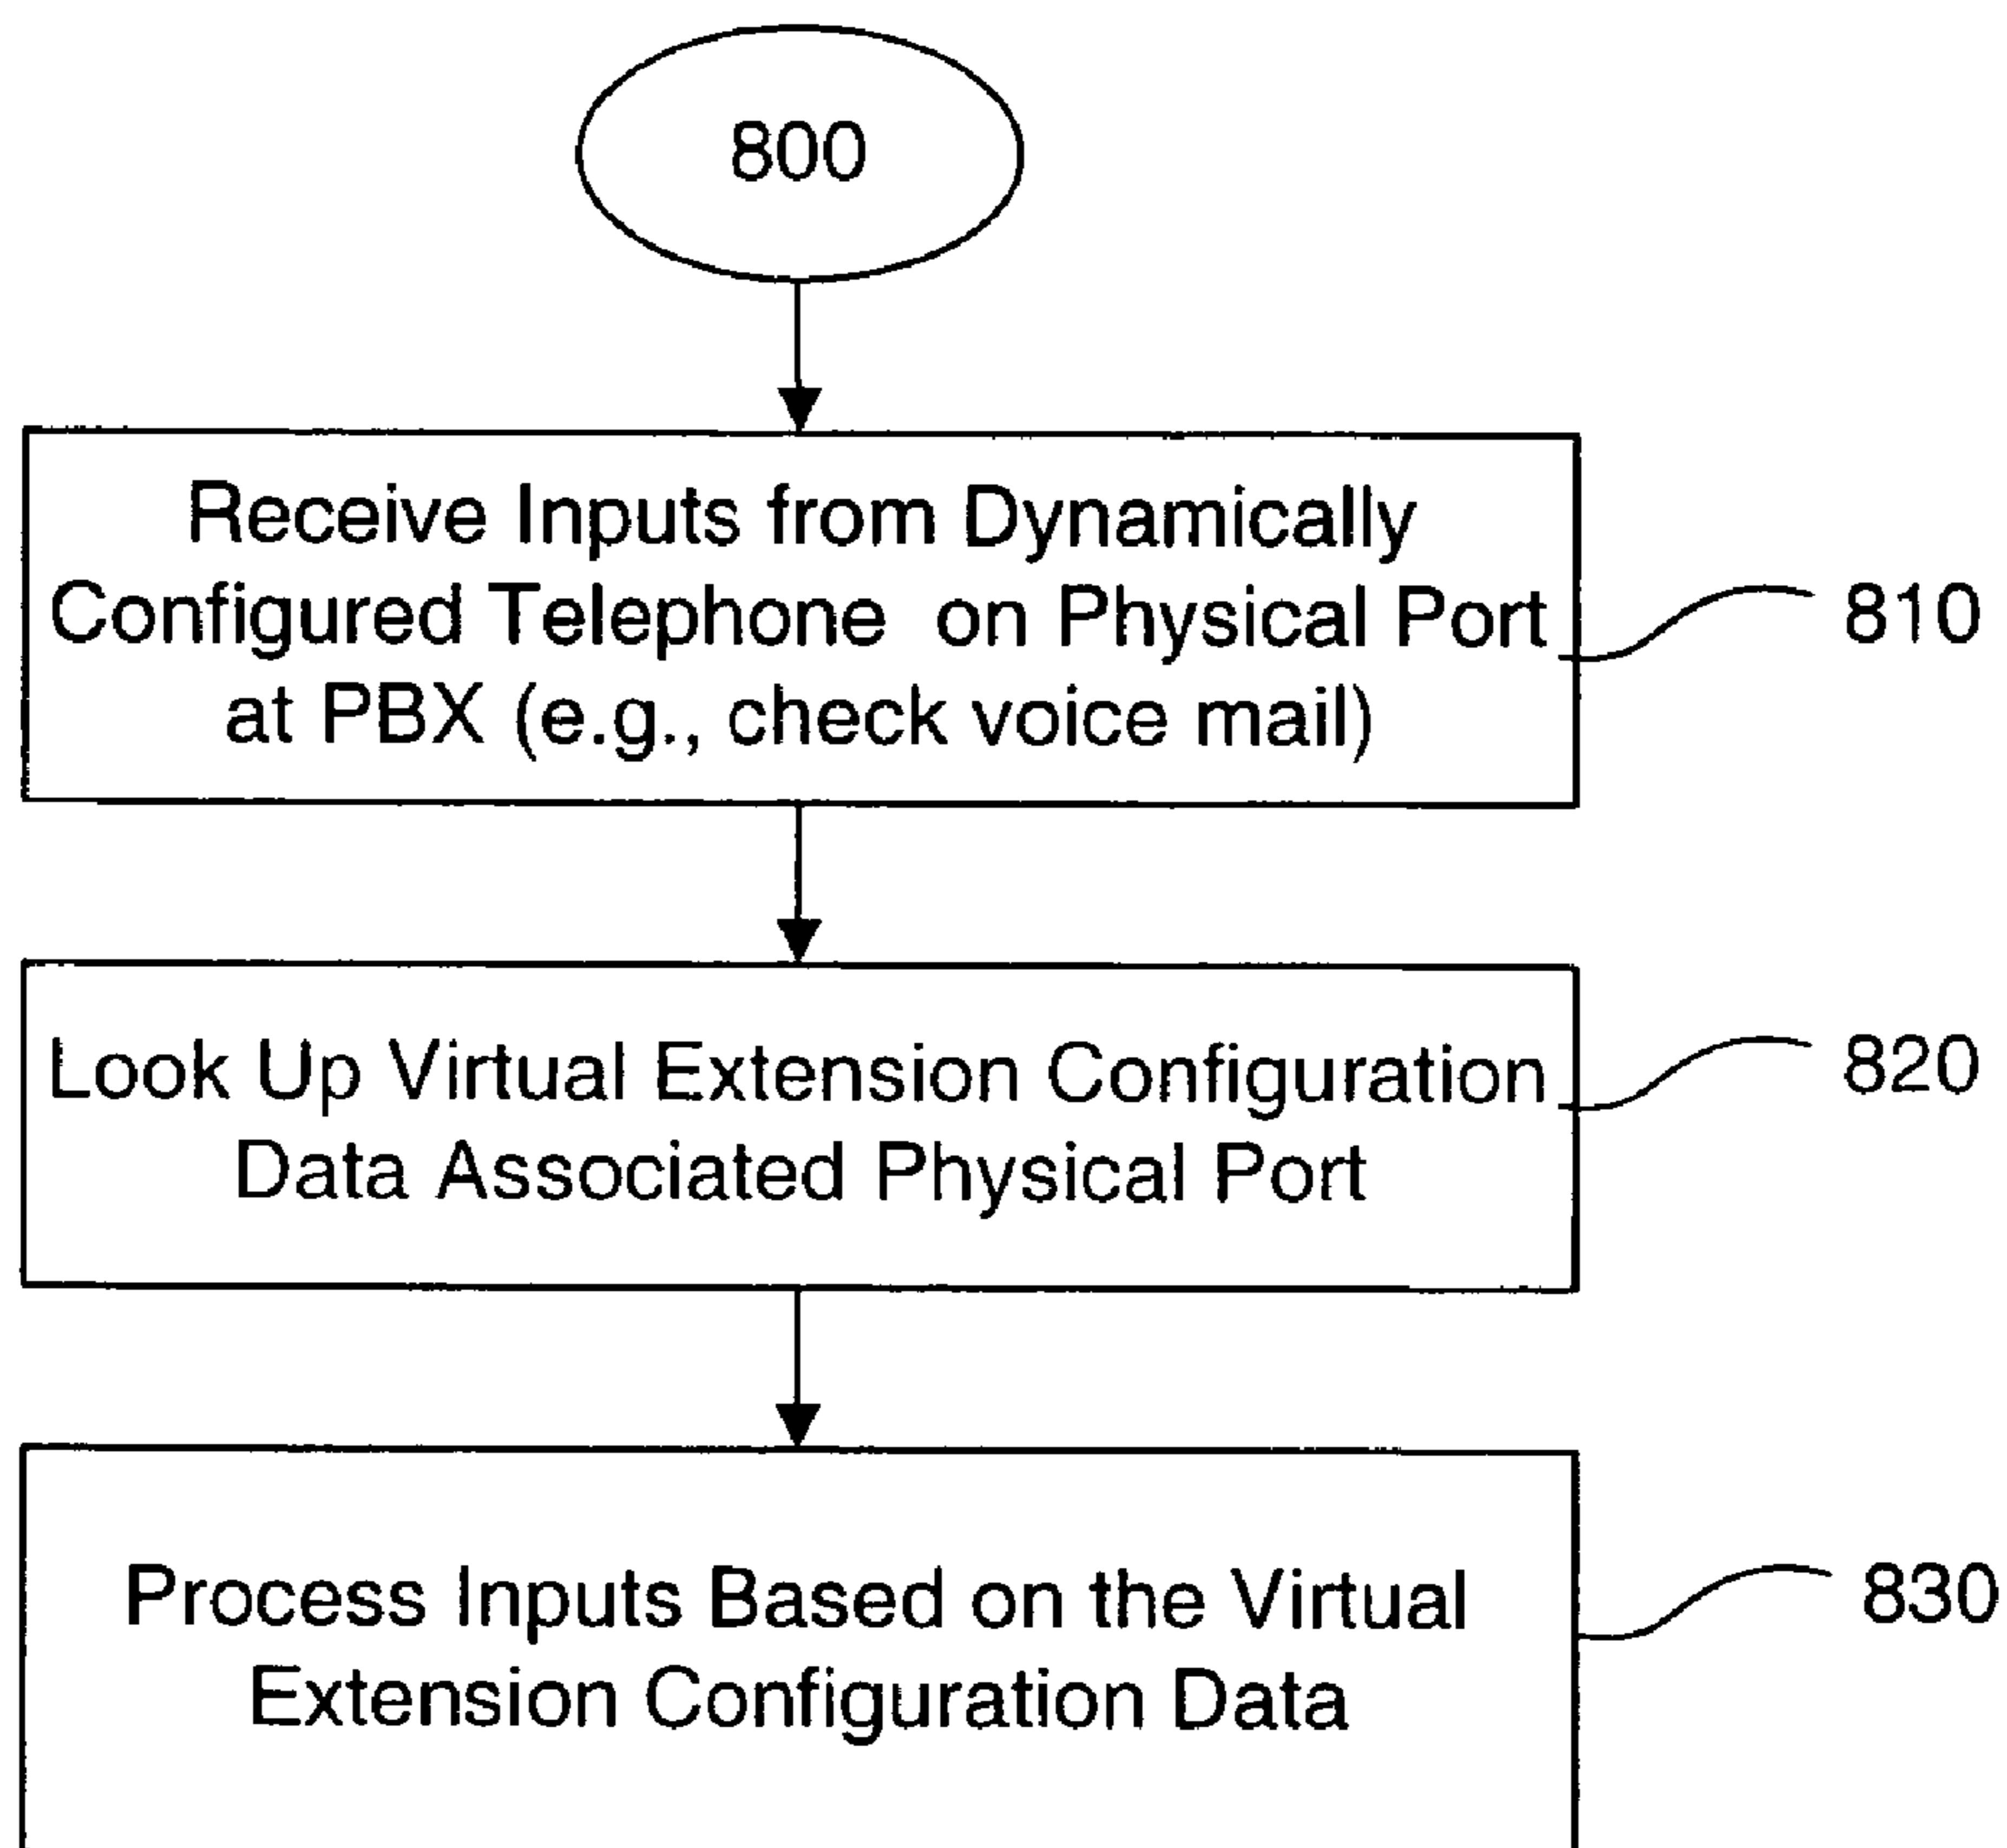 800
Receive Inputs from Dynamically
Configured Telephone on Physical Port
at PBX (e.g., check voice mail)
810
Look Up Virtual Extension Configuration
Data Associated Physical Port
820
Process Inputs Based on the Virtual
Extension Configuration Data
830